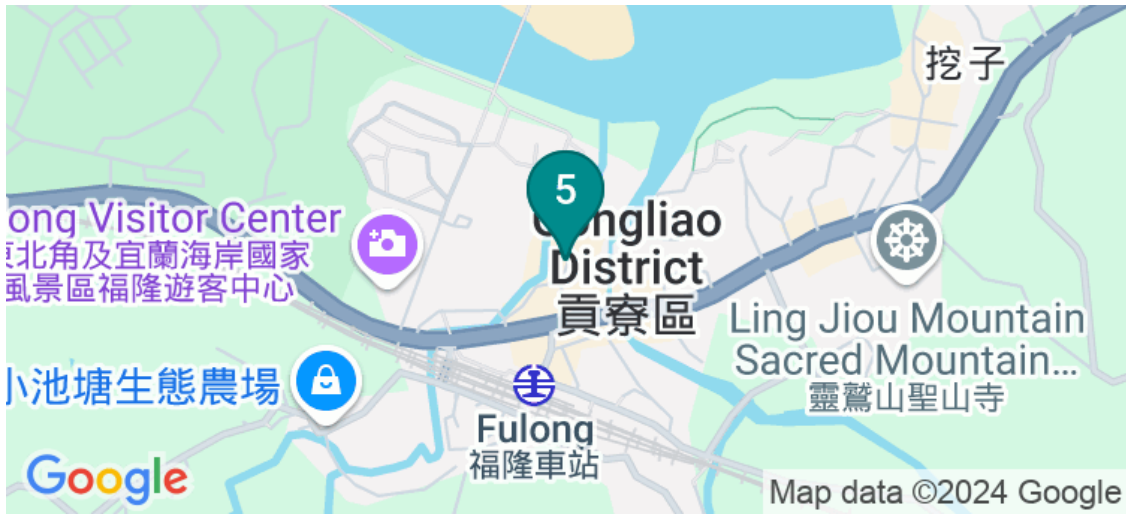 挖子
5
ong Visitor Center
東北角及宜蘭海岸國家
風景區福隆遊客中心
Gongliao
District
貢寮區
Ling Jiou Mountain
Sacred Mountain...
靈鷲山聖山寺
小池塘生態農場
Fulong
福隆車站
Google
Map data ©2024 Google